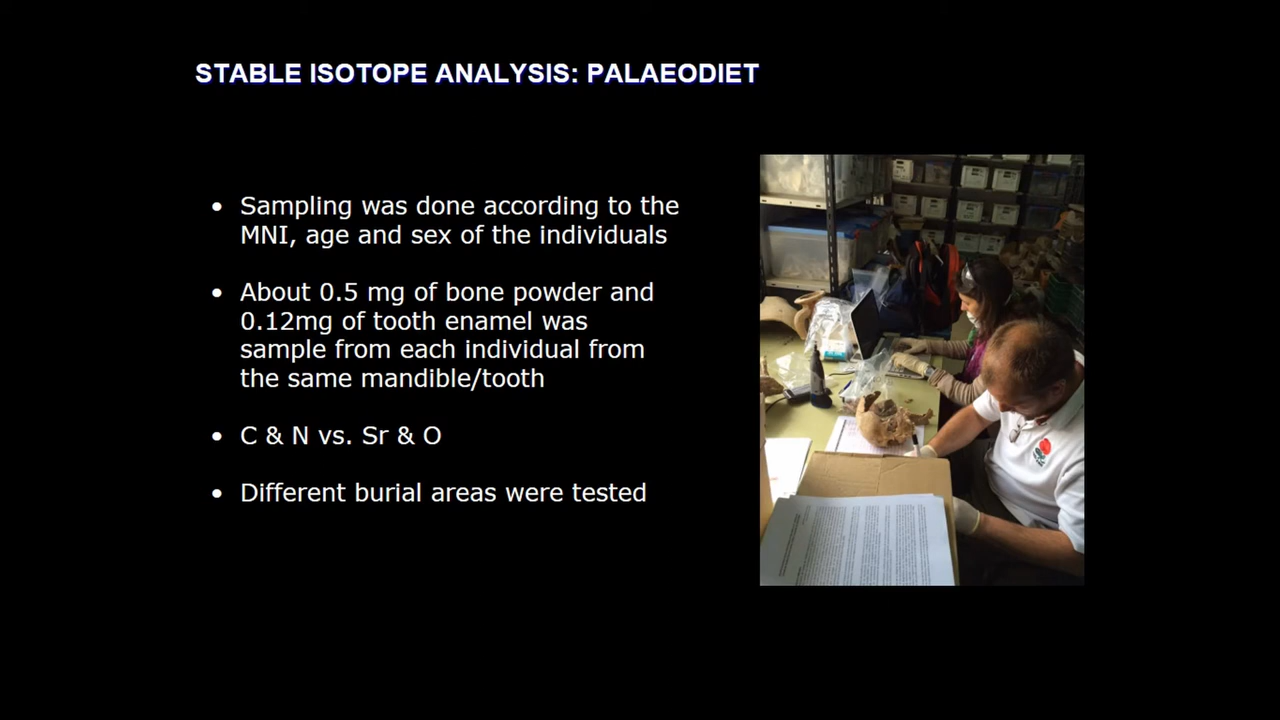 STABLE ISOTOPE ANALYSIS: PALAEODIET
• Sampling was done according to the
MNI, age and sex of the individuals
• About 0.5 mg of bone powder and
0.12mg of tooth enamel was
sample from each individual from
the same mandible/tooth
• C & N vs. Sr & O
• Different burial areas were tested